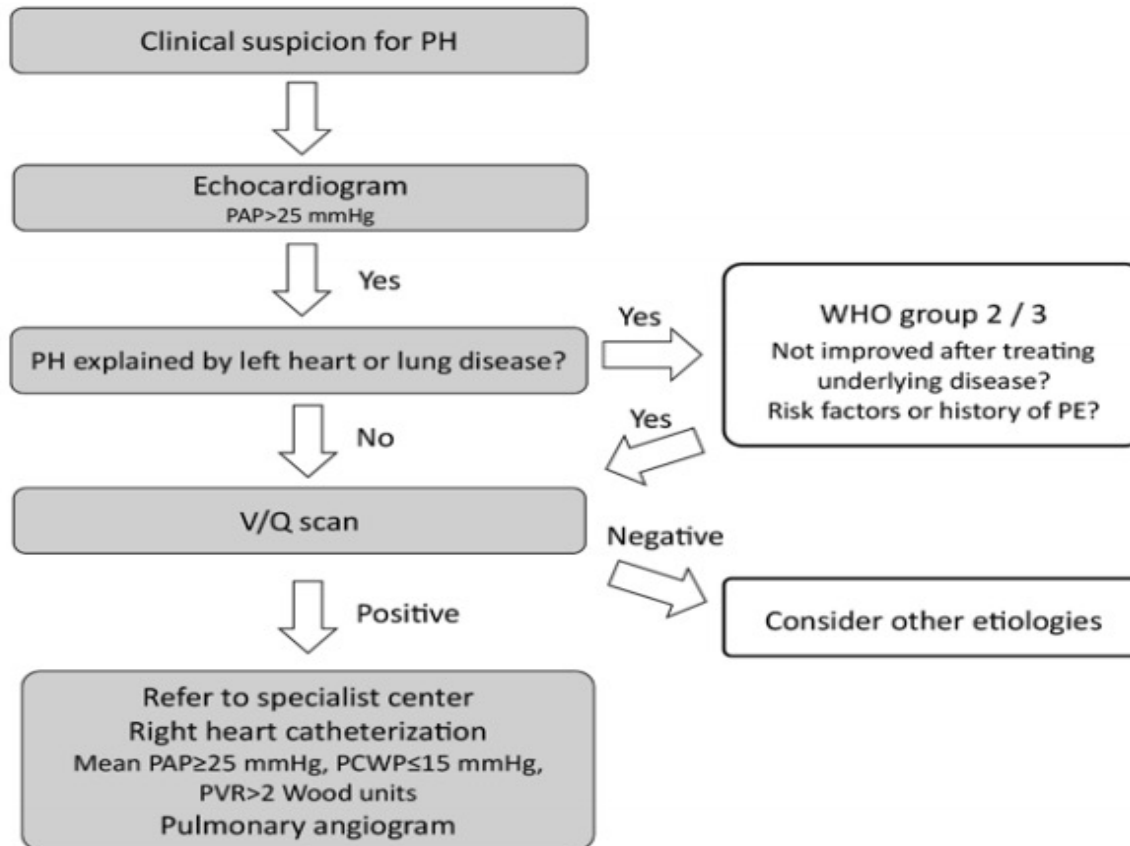 Clinical suspicion for PH
Echocardiogram
PAP>25 mmHg
Yes
PH explained by left heart or lung disease?
Yes
WHO group 2 / 3
Not improved after treating
underlying disease?
Risk factors or history of PE?
Yes
No
V/Q scan
Negative
Consider other etiologies
Positive
Refer to specialist center
Right heart catheterization
Mean PAP≥25 mmHg, PCWP≤15 mmHg,
PVR>2 Wood units
Pulmonary angiogram